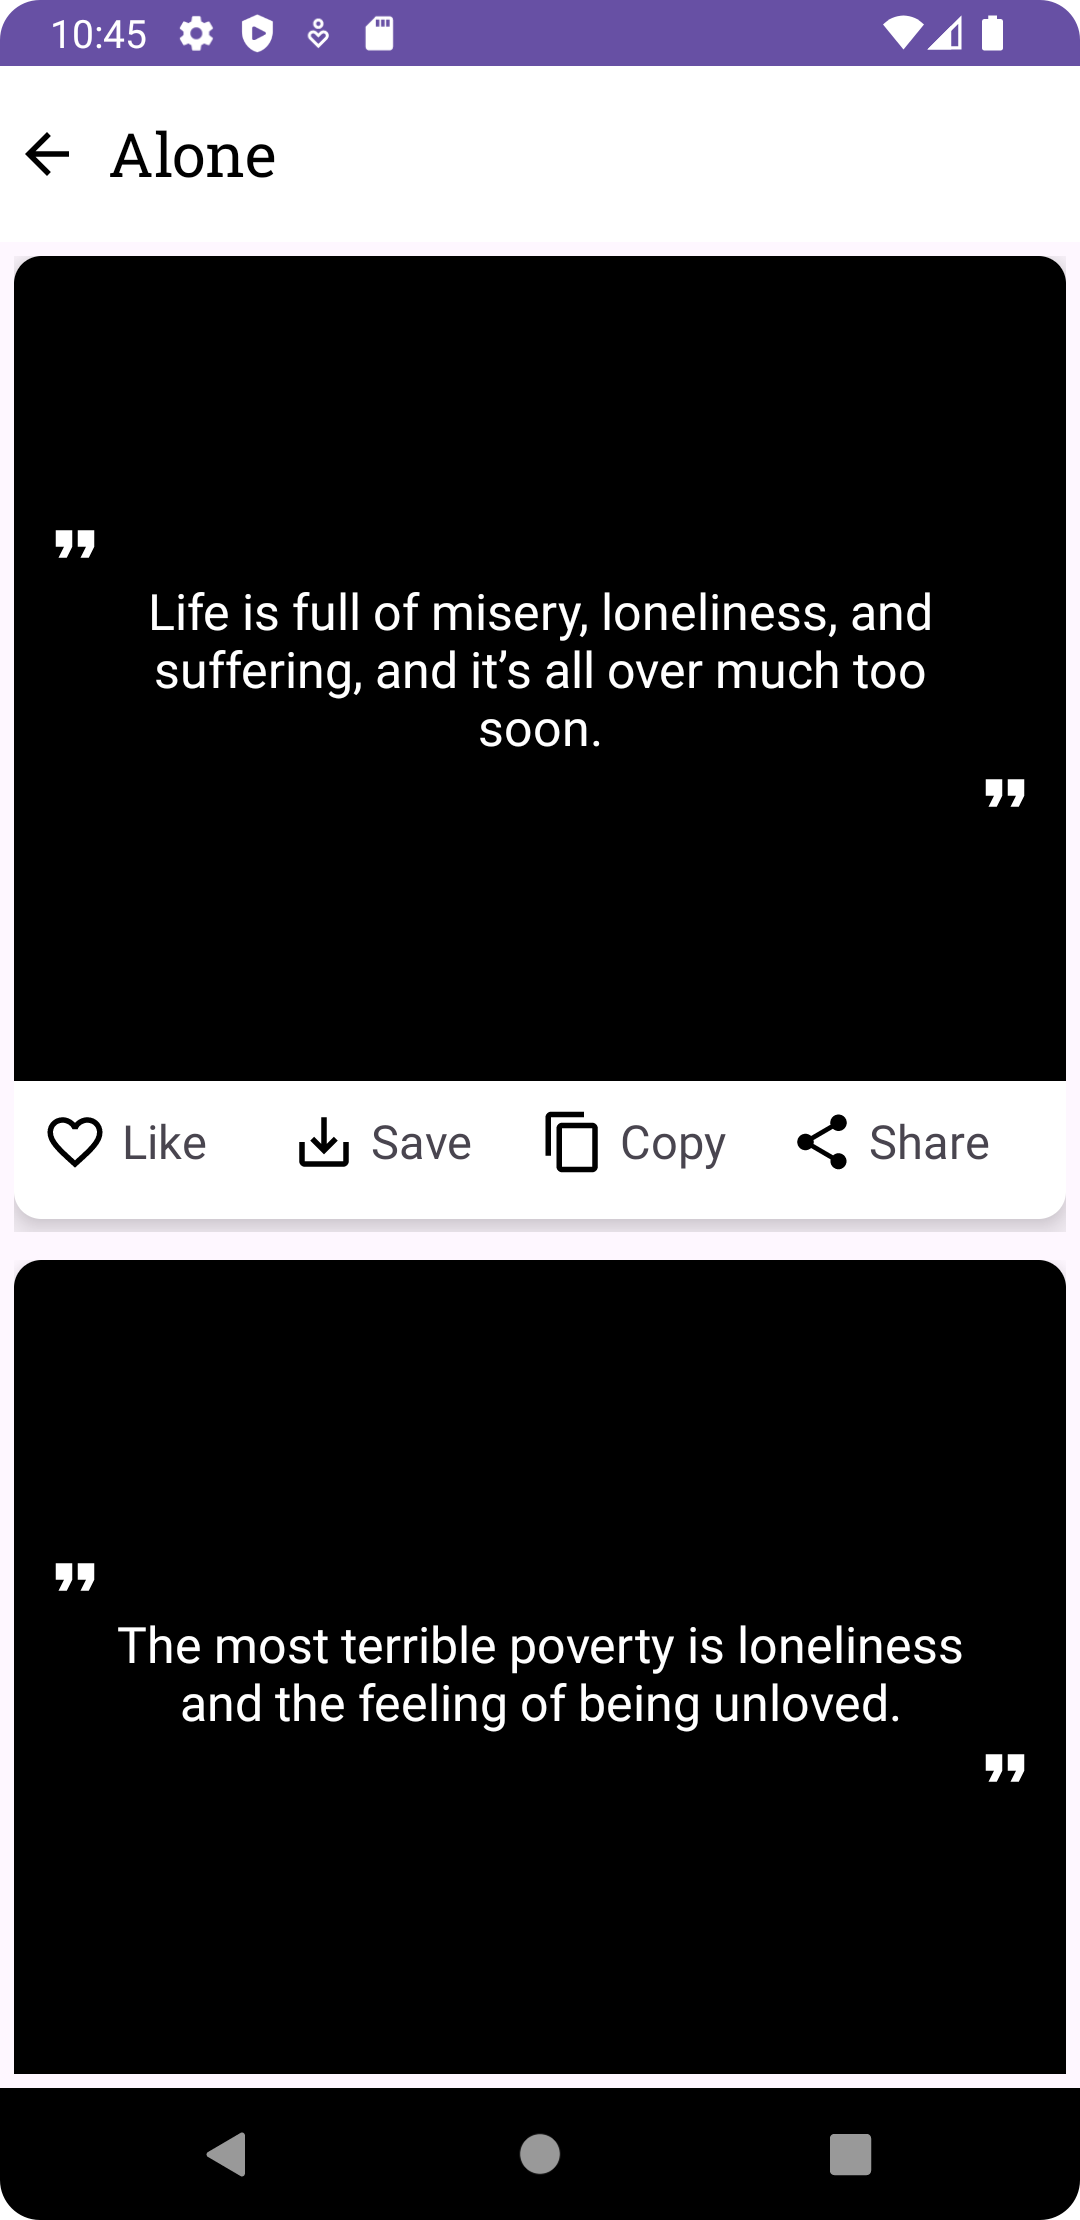 10:45
Alone
Life is full of misery, loneliness, and
suffering, and it’s all over much too
soon.
Like Save Copy Share
The most terrible poverty is loneliness
and the feeling of being unloved.